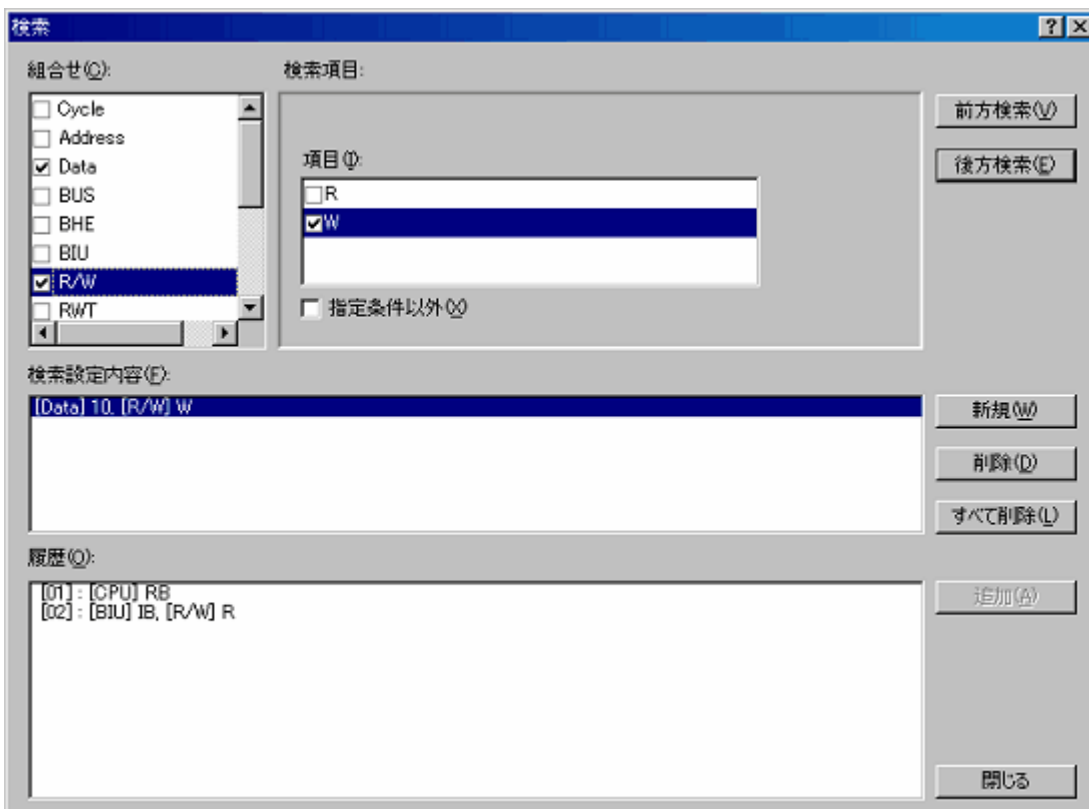 検索
組合せ(C):
検索項目:
Cycle
Address
Data
BUS
BHE
BIU
R/W
RWT
項目(I):
R
W
指定条件以外(X)
前方検索(V)
後方検索(E)
検索設定内容(F):
[Data] 10, [R/W] W
新規(W)
削除(D)
すべて削除(L)
履歴(O):
[01] : [CPU] RB
[02] : [BIU] IB, [R/W] R
追加(A)
閉じる